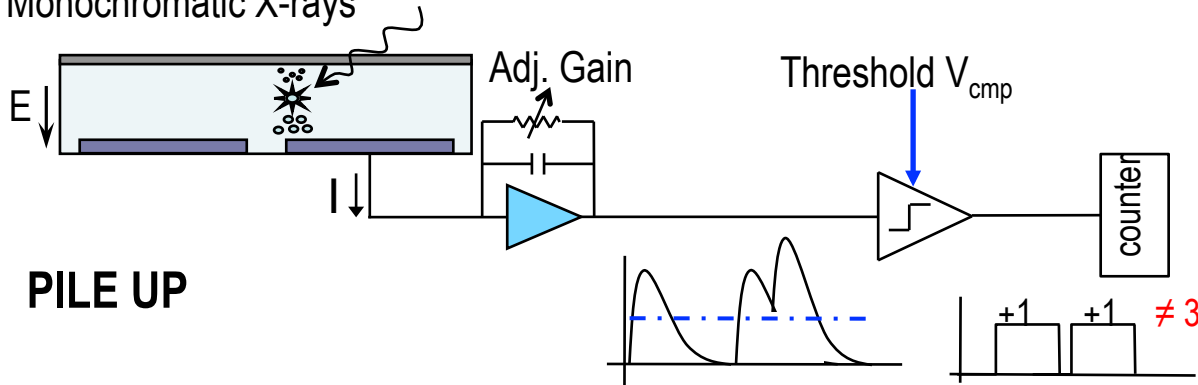 Monochromatic X-rays
Adj. Gain
Threshold Vcmp
E
I
counter
PILE UP
+1 +1 ≠ 3